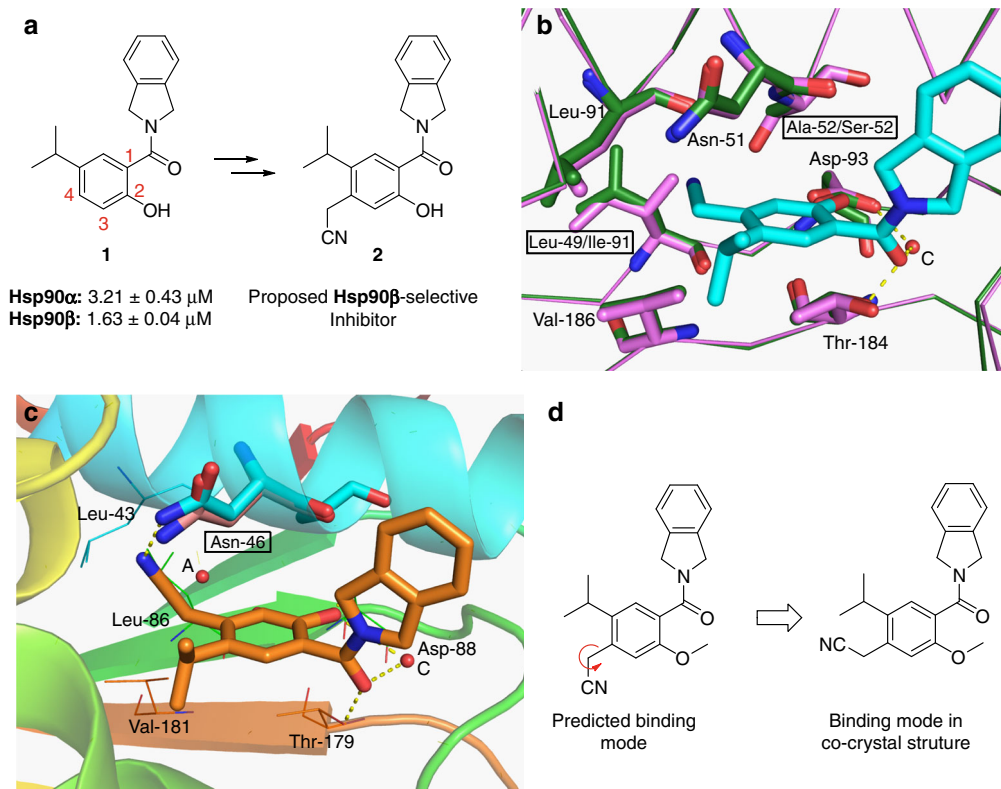 a
N
O
1
2
3
4
OH
1
N
O
OH
CN
2
Hsp90α: 3.21 ± 0.43 μM
Hsp90β: 1.63 ± 0.04 μM
Proposed Hsp90β-selective
Inhibitor
b
Leu-91
Asn-51
Ala-52/Ser-52
Asp-93
Leu-49/Ile-91
C
Val-186
Thr-184
c
Leu-43
Asn-46
A
Leu-86
Asp-88
C
Val-181
Thr-179
d
N
O
O
CN
Predicted binding
mode
N
O
NC
O
Binding mode in
co-crystal struture